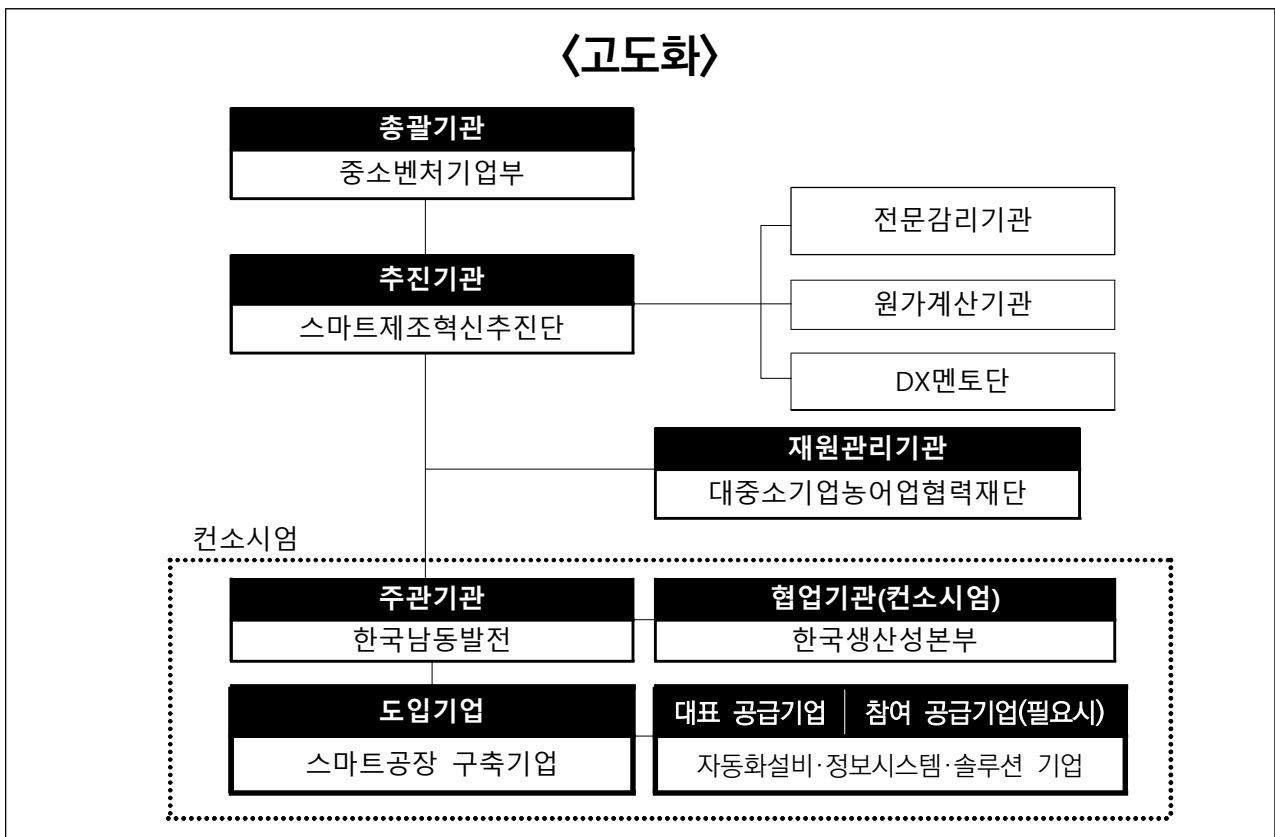 〈고도화〉
총괄기관
중소벤처기업부
전문감리기관
추진기관
스마트제조혁신추진단
원가계산기관
DX멘토단
재원관리기관
대중소기업농어업협력재단
컨소시엄
주관기관
한국남동발전
협업기관(컨소시엄)
한국생산성본부
도입기업
스마트공장 구축기업
대표 공급기업 참여 공급기업(필요시)
자동화설비·정보시스템·솔루션 기업